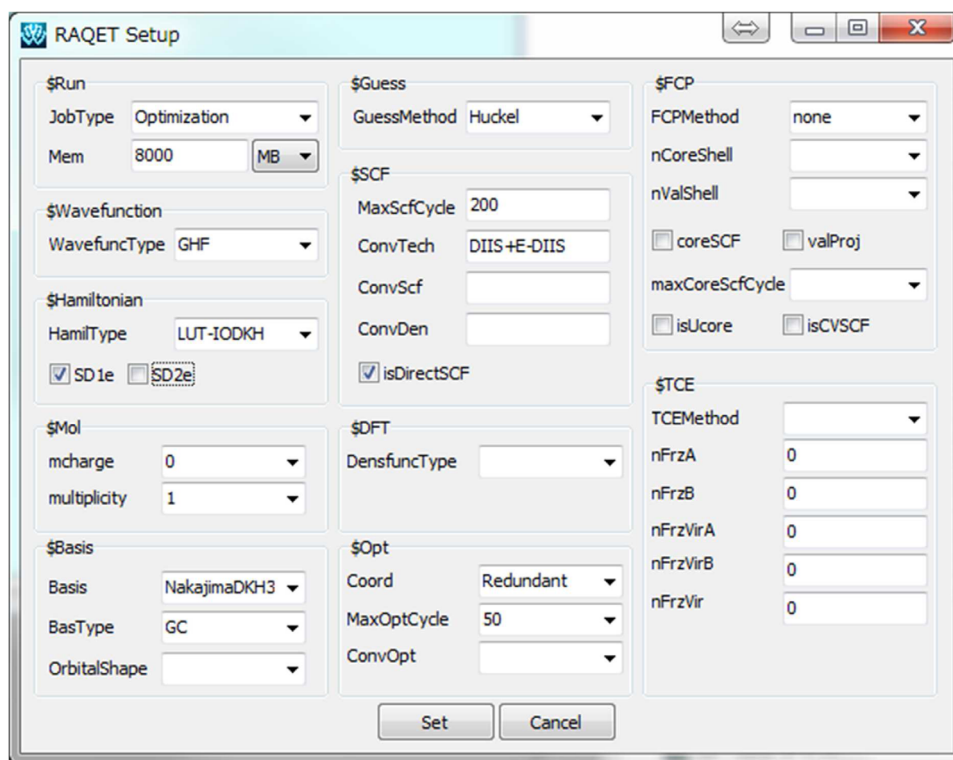 RAQET Setup
$Run
JobType Optimization
Mem 8000 MB
$Wavefunction
WavefuncType GHF
$Hamiltonian
HamilType LUT-IODKH
SD1e SD2e
$Mol
mcharge 0
multiplicity 1
$Basis
Basis NakajimaDKH3
BasType GC
OrbitalShape
$Guess
GuessMethod Huckel
$SCF
MaxScfCycle 200
ConvTech DIIS+E-DIIS
ConvScf
ConvDen
isDirectSCF
$DFT
DensfuncType
$Opt
Coord Redundant
MaxOptCycle 50
ConvOpt
$FCP
FCPMethod none
nCoreShell
nValShell
coreSCF valProj
maxCoreScfCycle
isUcore isCVSCF
$TCE
TCEMethod
nFrzA 0
nFrzB 0
nFrzVirA 0
nFrzVirB 0
nFrzVir 0
Set Cancel